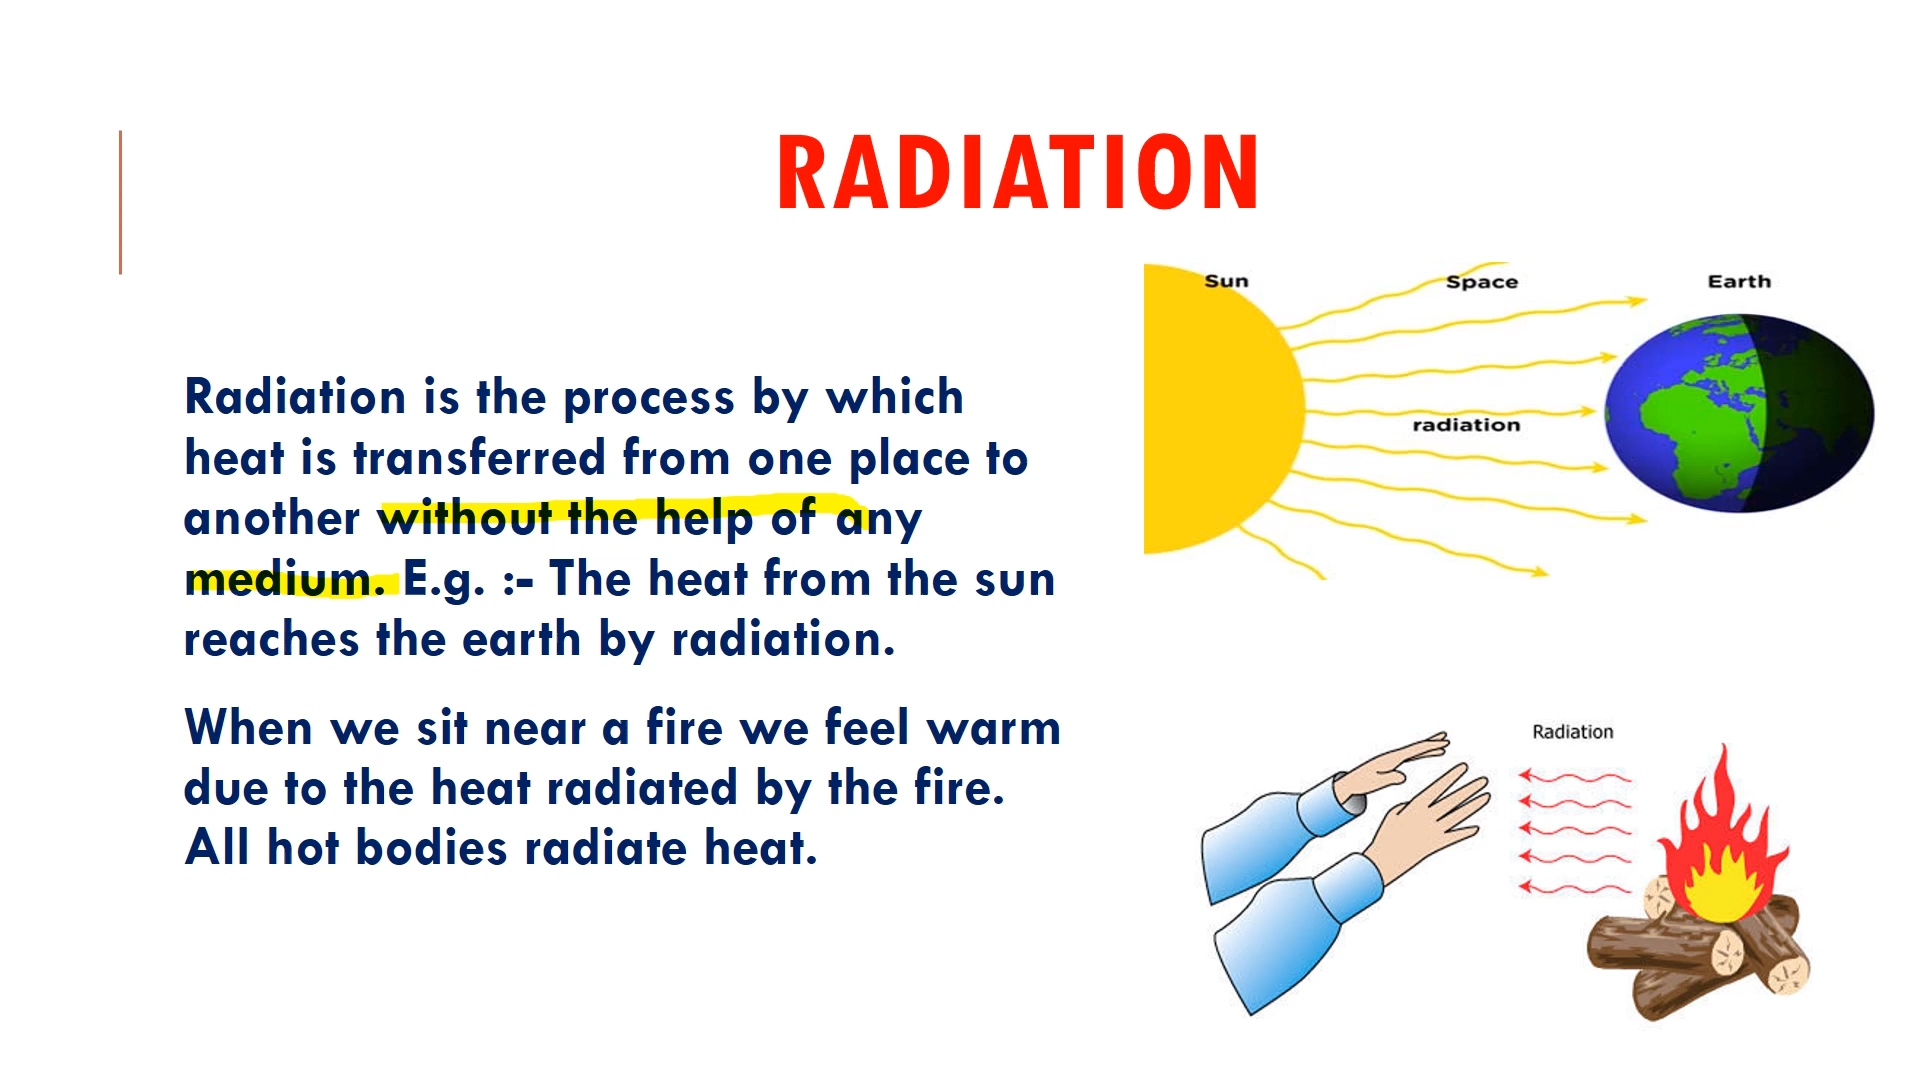 RADIATION
Radiation is the process by which
heat is transferred from one place to
another without the help of any
medium. E.g. :- The heat from the sun
reaches the earth by radiation.
When we sit near a fire we feel warm
due to the heat radiated by the fire.
All hot bodies radiate heat.
Sun Space Earth
radiation
Radiation